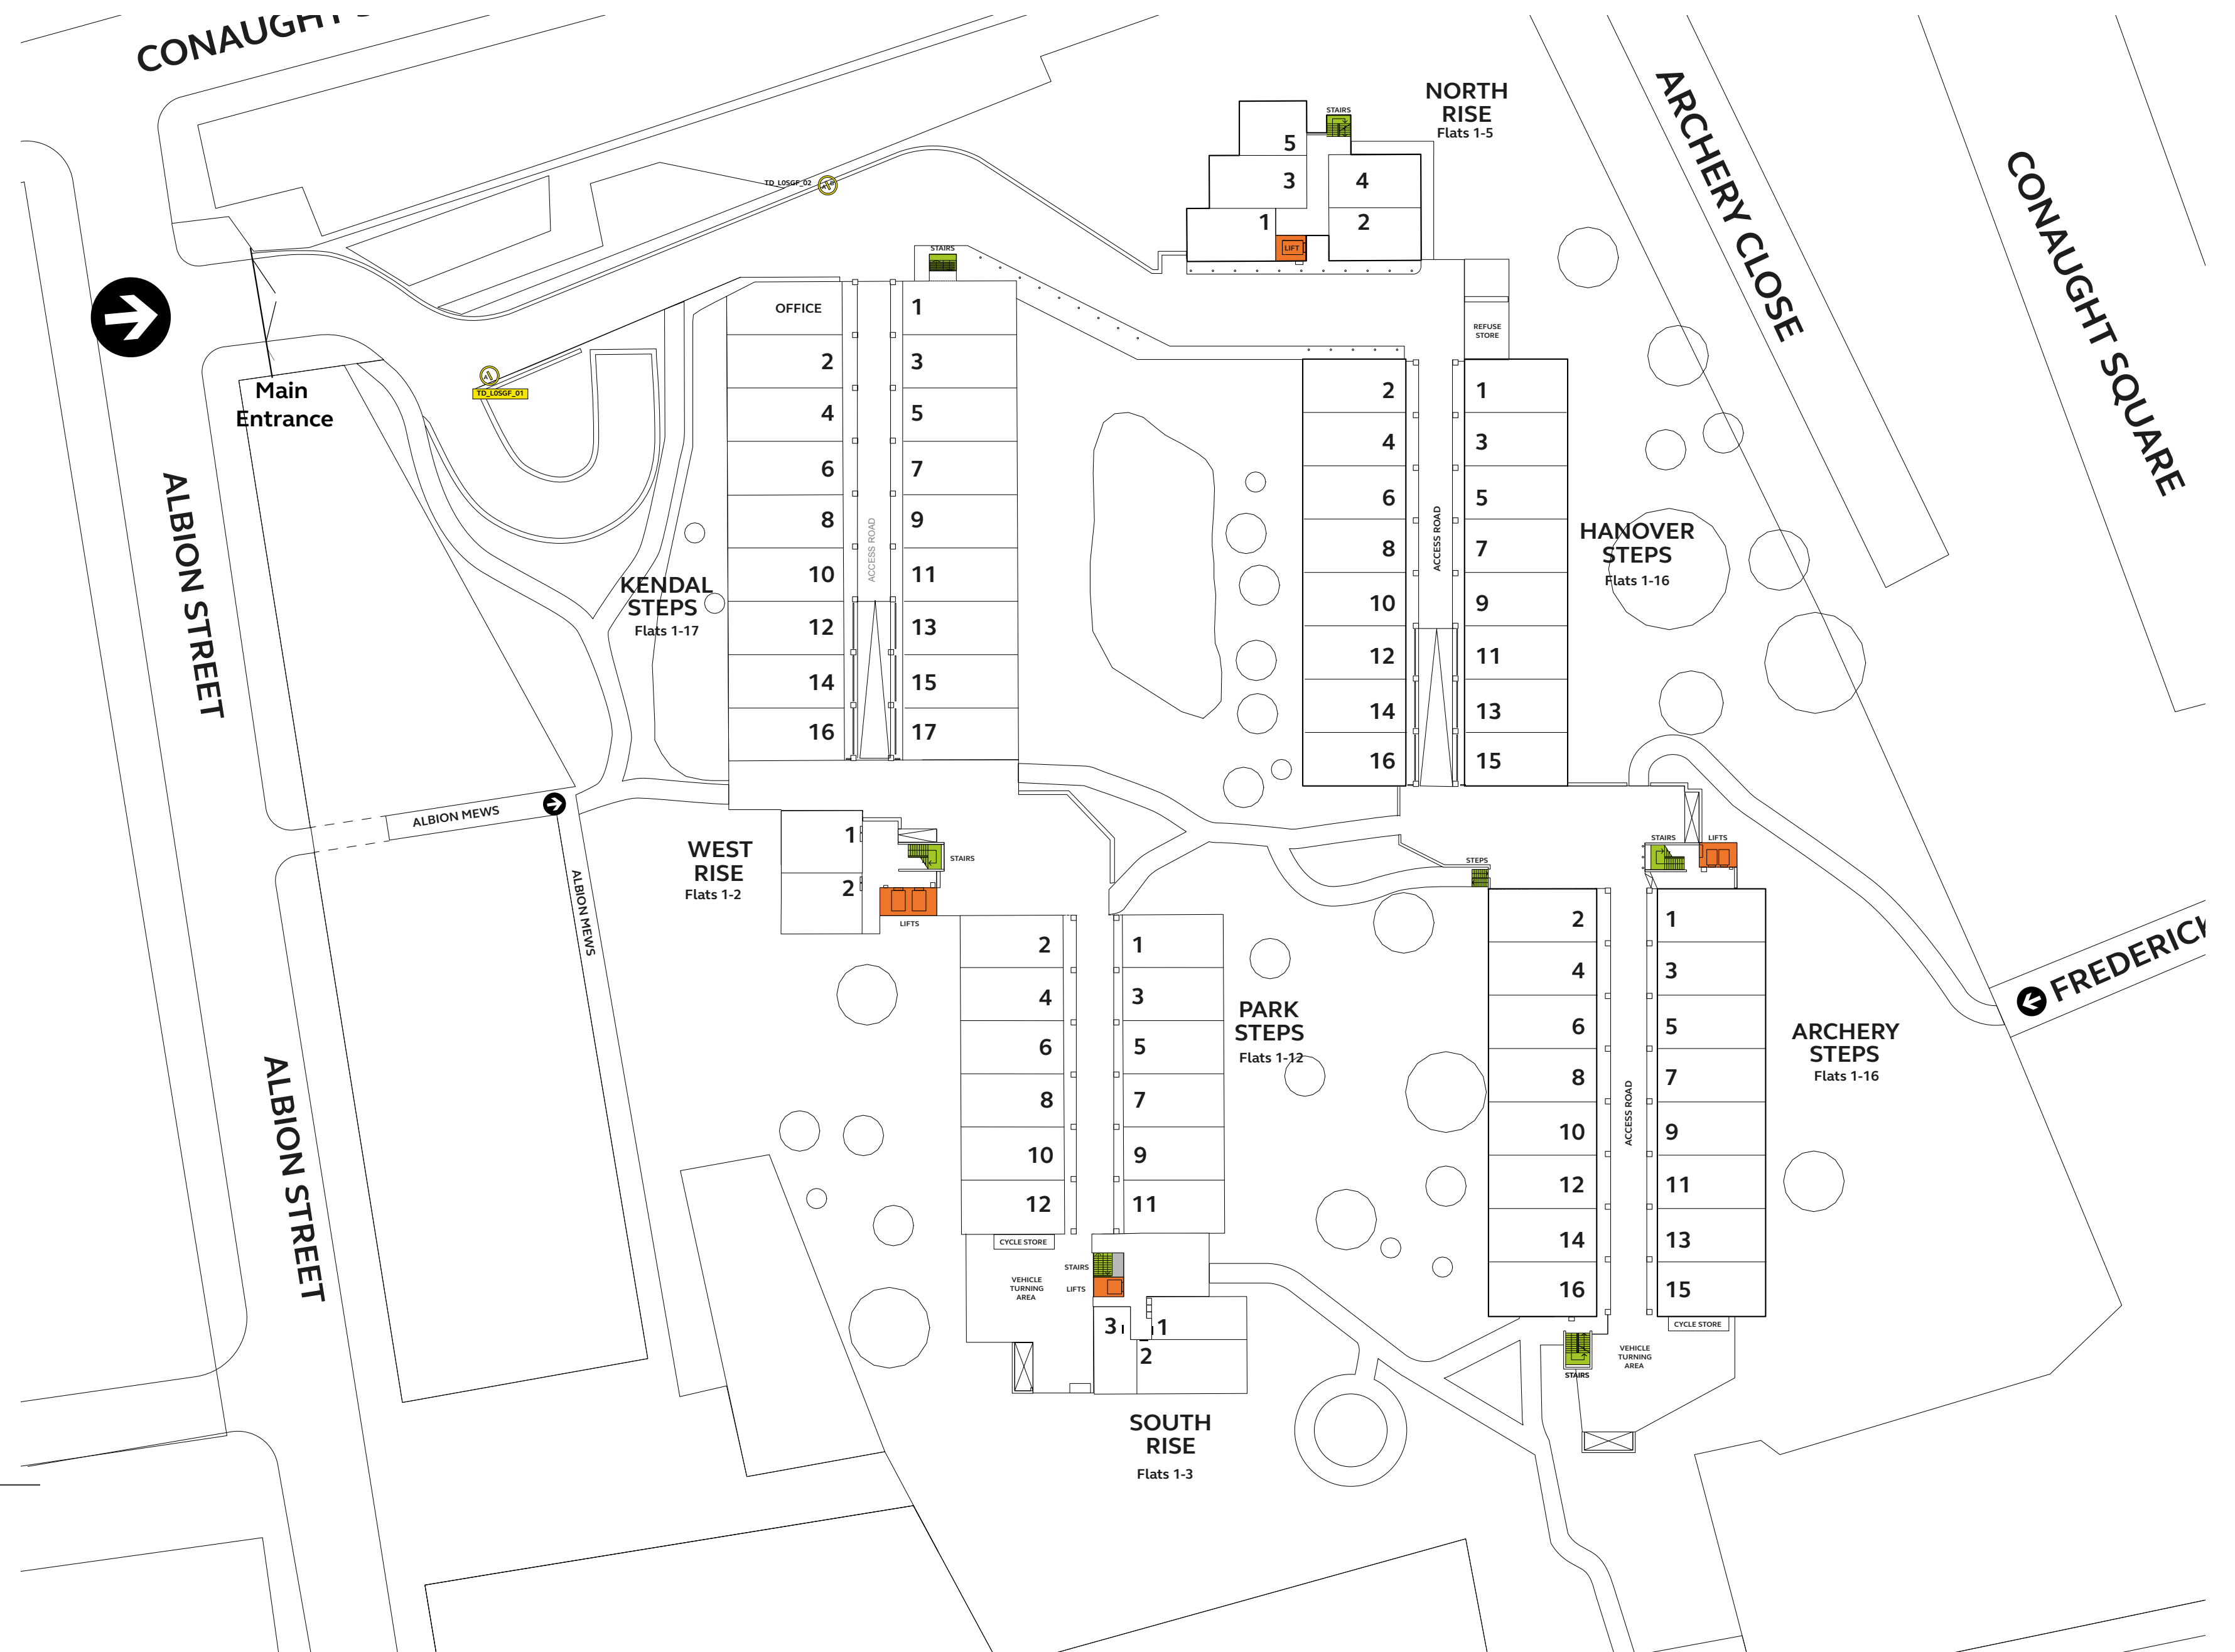 CONAUGHT
NORTH
RISE
Flats 1-5
STAIRS
5
3
4
1
2
LIFT
ARCHERY CLOSE
CONAUGHT SQUARE
TD_L0SGF_02
TD_L0SGF_01
Main
Entrance
ALBION STREET
STAIRS
OFFICE
1
2
3
4
5
6
7
8
9
10
11
12
13
14
15
16
17
ACCESS ROAD
KENDAL
STEPS
Flats 1-17
REFUSE
STORE
2
1
4
3
6
5
8
7
10
9
12
11
14
13
16
15
ACCESS ROAD
HANOVER
STEPS
Flats 1-16
ALBION MEWS
ALBION MEWS
WEST
RISE
Flats 1-2
1
2
STAIRS
LIFTS
STEPS
STAIRS
LIFTS
2
1
4
3
6
5
8
7
10
9
12
11
PARK
STEPS
Flats 1-12
2
1
4
3
6
5
8
7
10
9
12
11
14
13
16
15
ACCESS ROAD
ARCHERY
STEPS
Flats 1-16
FREDERICK
ALBION STREET
CYCLE STORE
STAIRS
LIFTS
VEHICLE
TURNING
AREA
3
1
2
SOUTH
RISE
Flats 1-3
CYCLE STORE
VEHICLE
TURNING
AREA
STAIRS